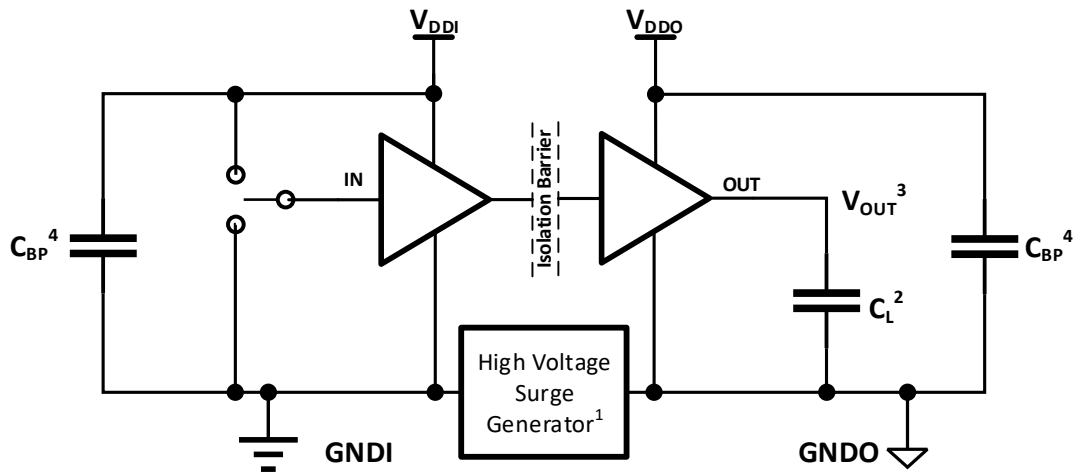 V_DDI
V_DDO
IN
Isolation Barrier
OUT
V_OUT^3
C_BP^4
C_BP^4
C_L^2
High Voltage
Surge
Generator^1
GNDI
GNDO